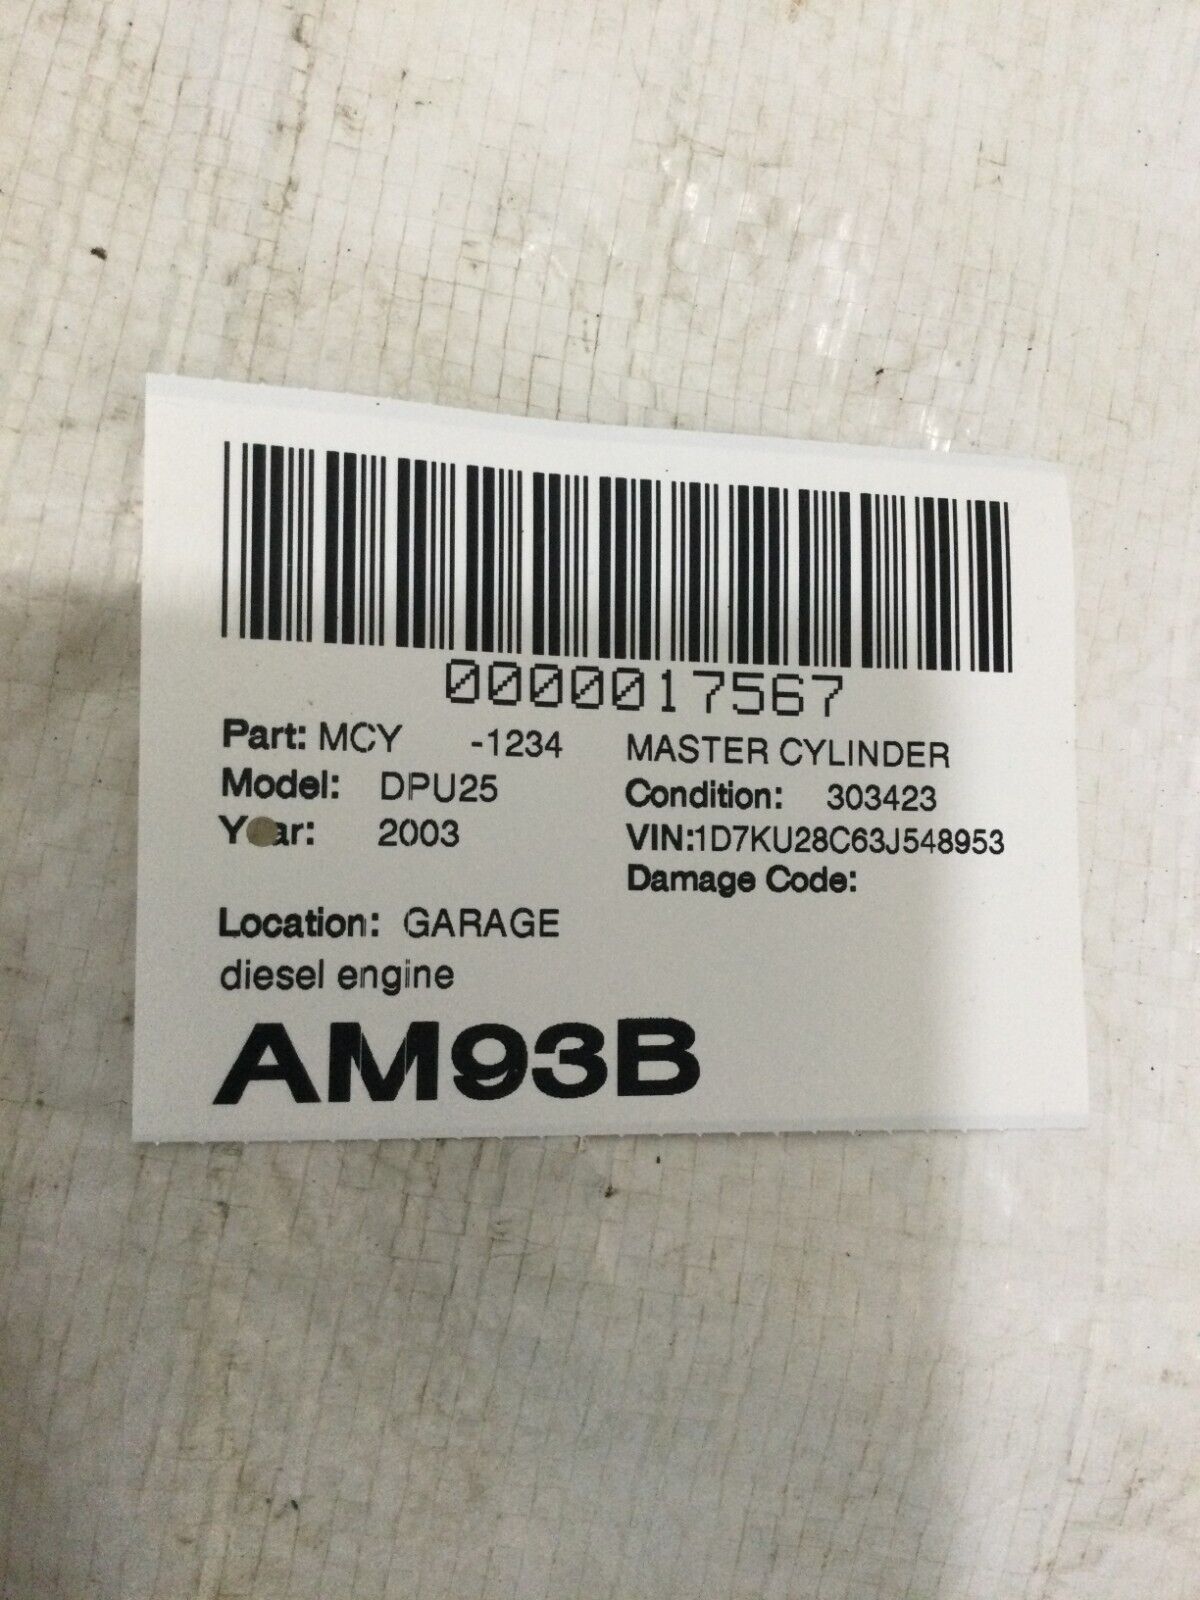 0000017567
Part: MCY -1234 MASTER CYLINDER
Model: DPU25 Condition: 303423
Year: 2003 VIN:1D7KU28C63J548953
Damage Code:
Location: GARAGE
diesel engine
AM93B